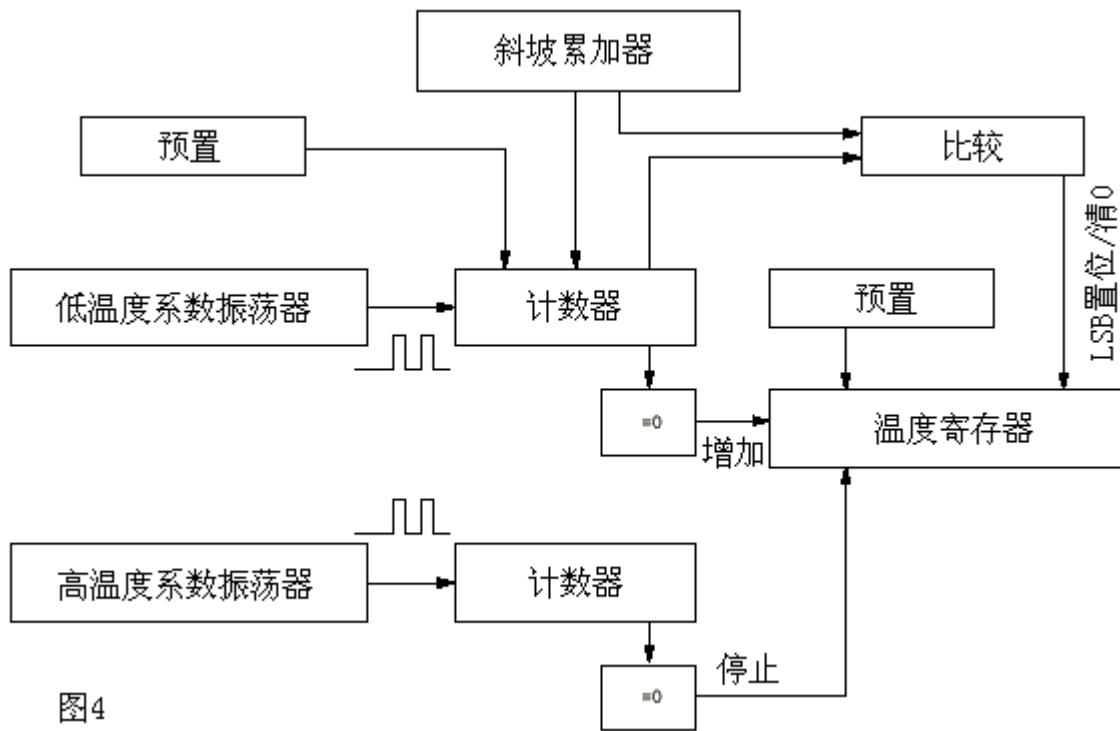 斜坡累加器
预置
比较
LSB置位/清0
低温度系数振荡器
计数器
预置
=0
增加
温度寄存器
高温度系数振荡器
计数器
=0
停止
图4